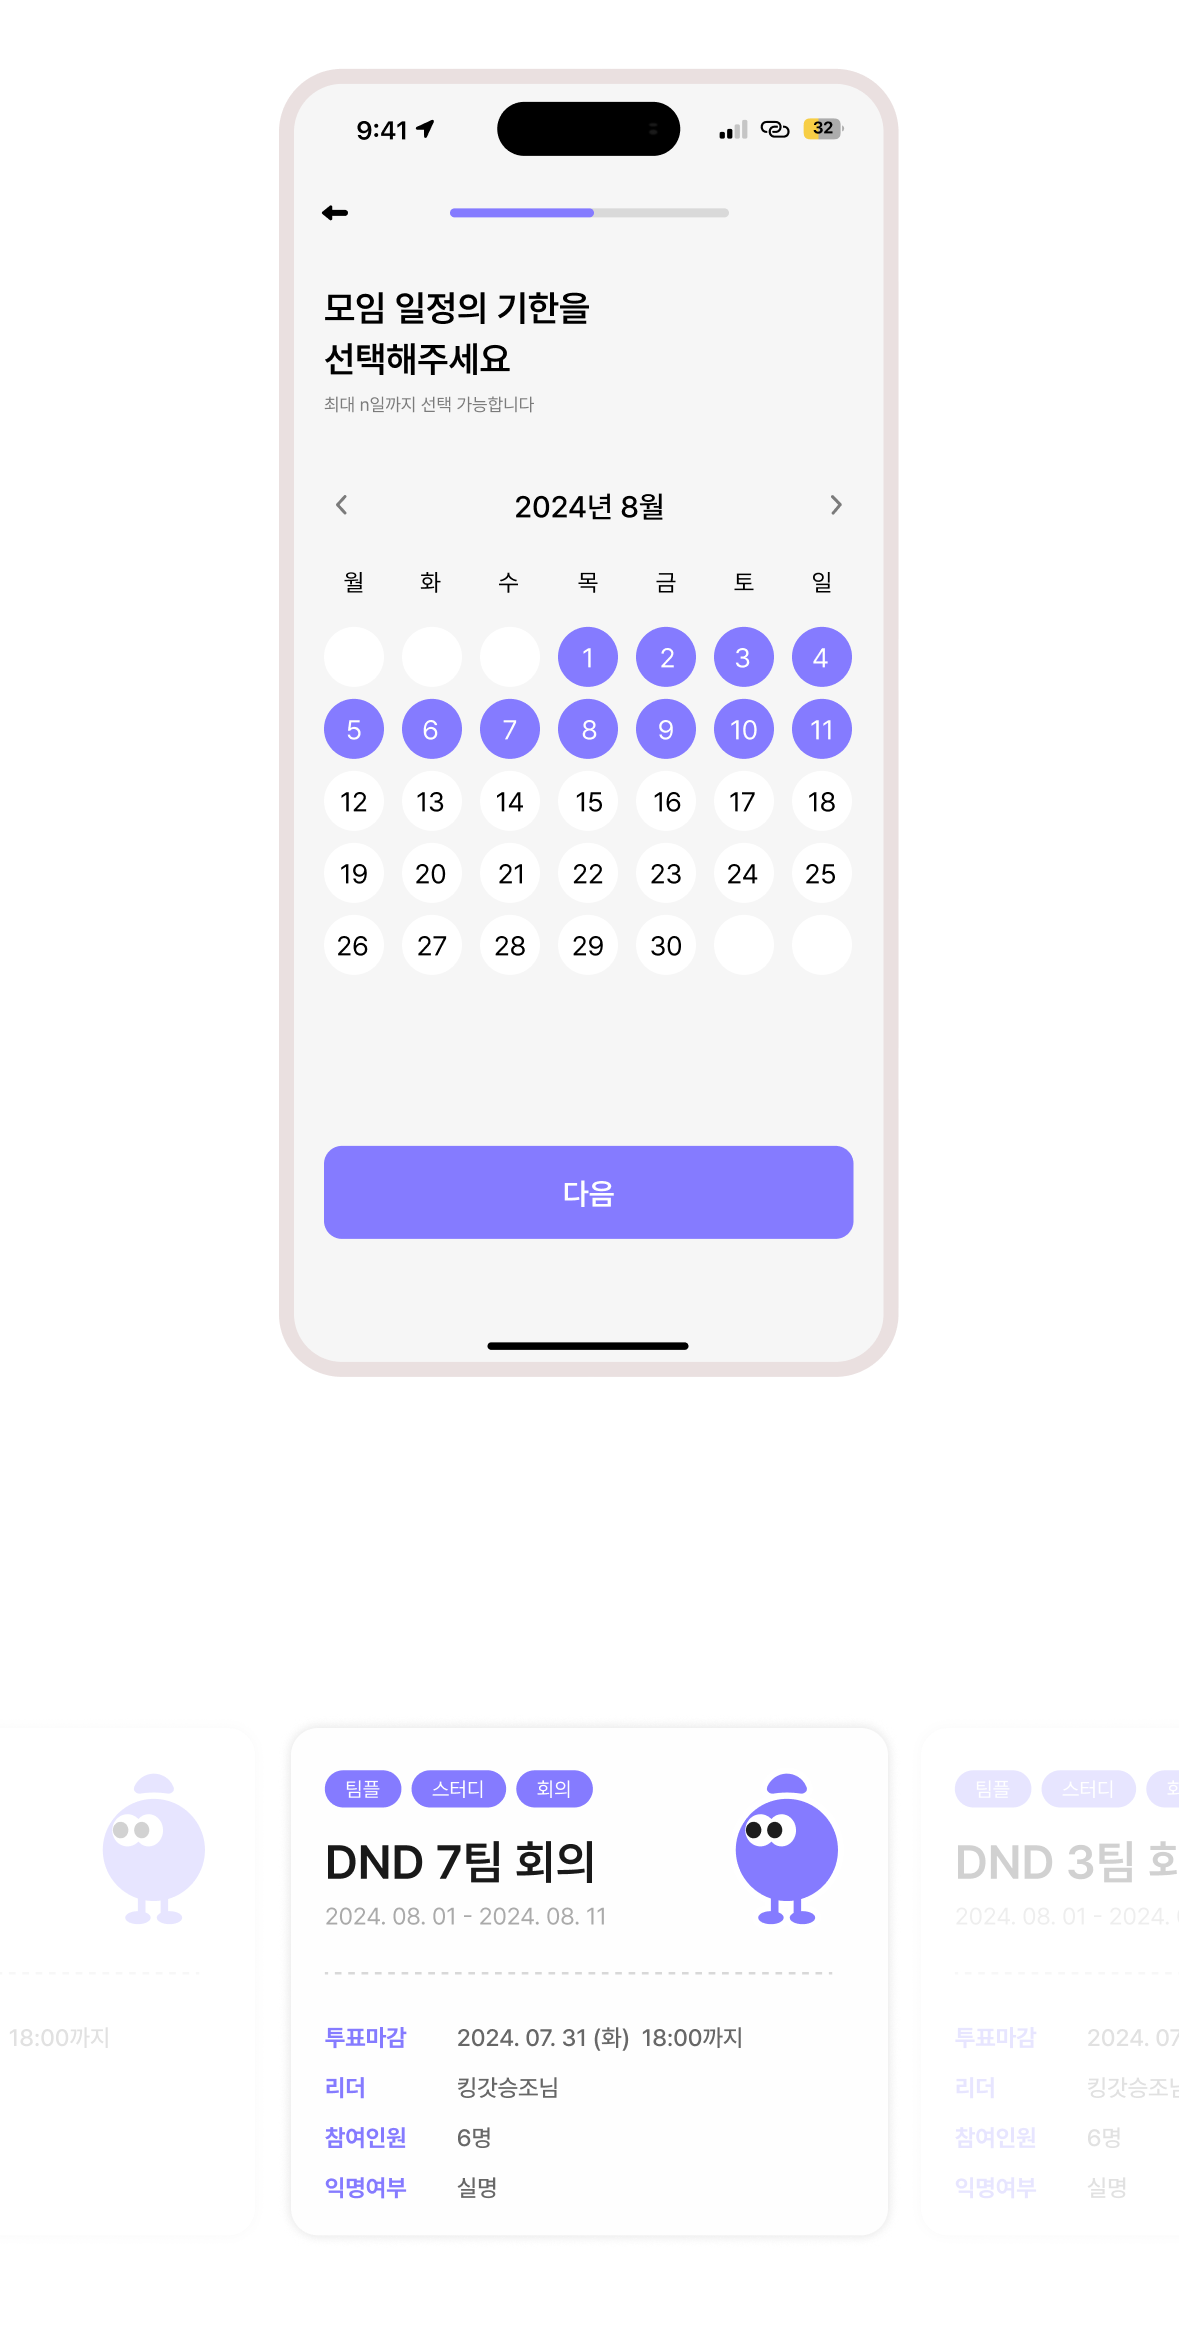 9:41
32
모임 일정의 기한을
선택해주세요
최대 n일까지 선택 가능합니다
2024년 8월
월 화 수 목 금 토 일
1 2 3 4
5 6 7 8 9 10 11
12 13 14 15 16 17 18
19 20 21 22 23 24 25
26 27 28 29 30
다음
18:00까지
팀플 스터디 회의
DND 7팀 회의
2024. 08. 01 - 2024. 08. 11
투표마감 2024. 07. 31 (화) 18:00까지
리더 킹갓승조님
참여인원 6명
익명여부 실명
팀플 스터디
DND 3팀
2024. 08. 01 - 2024.
투표마감 2024.
리더 킹갓승조님
참여인원 6명
익명여부 실명